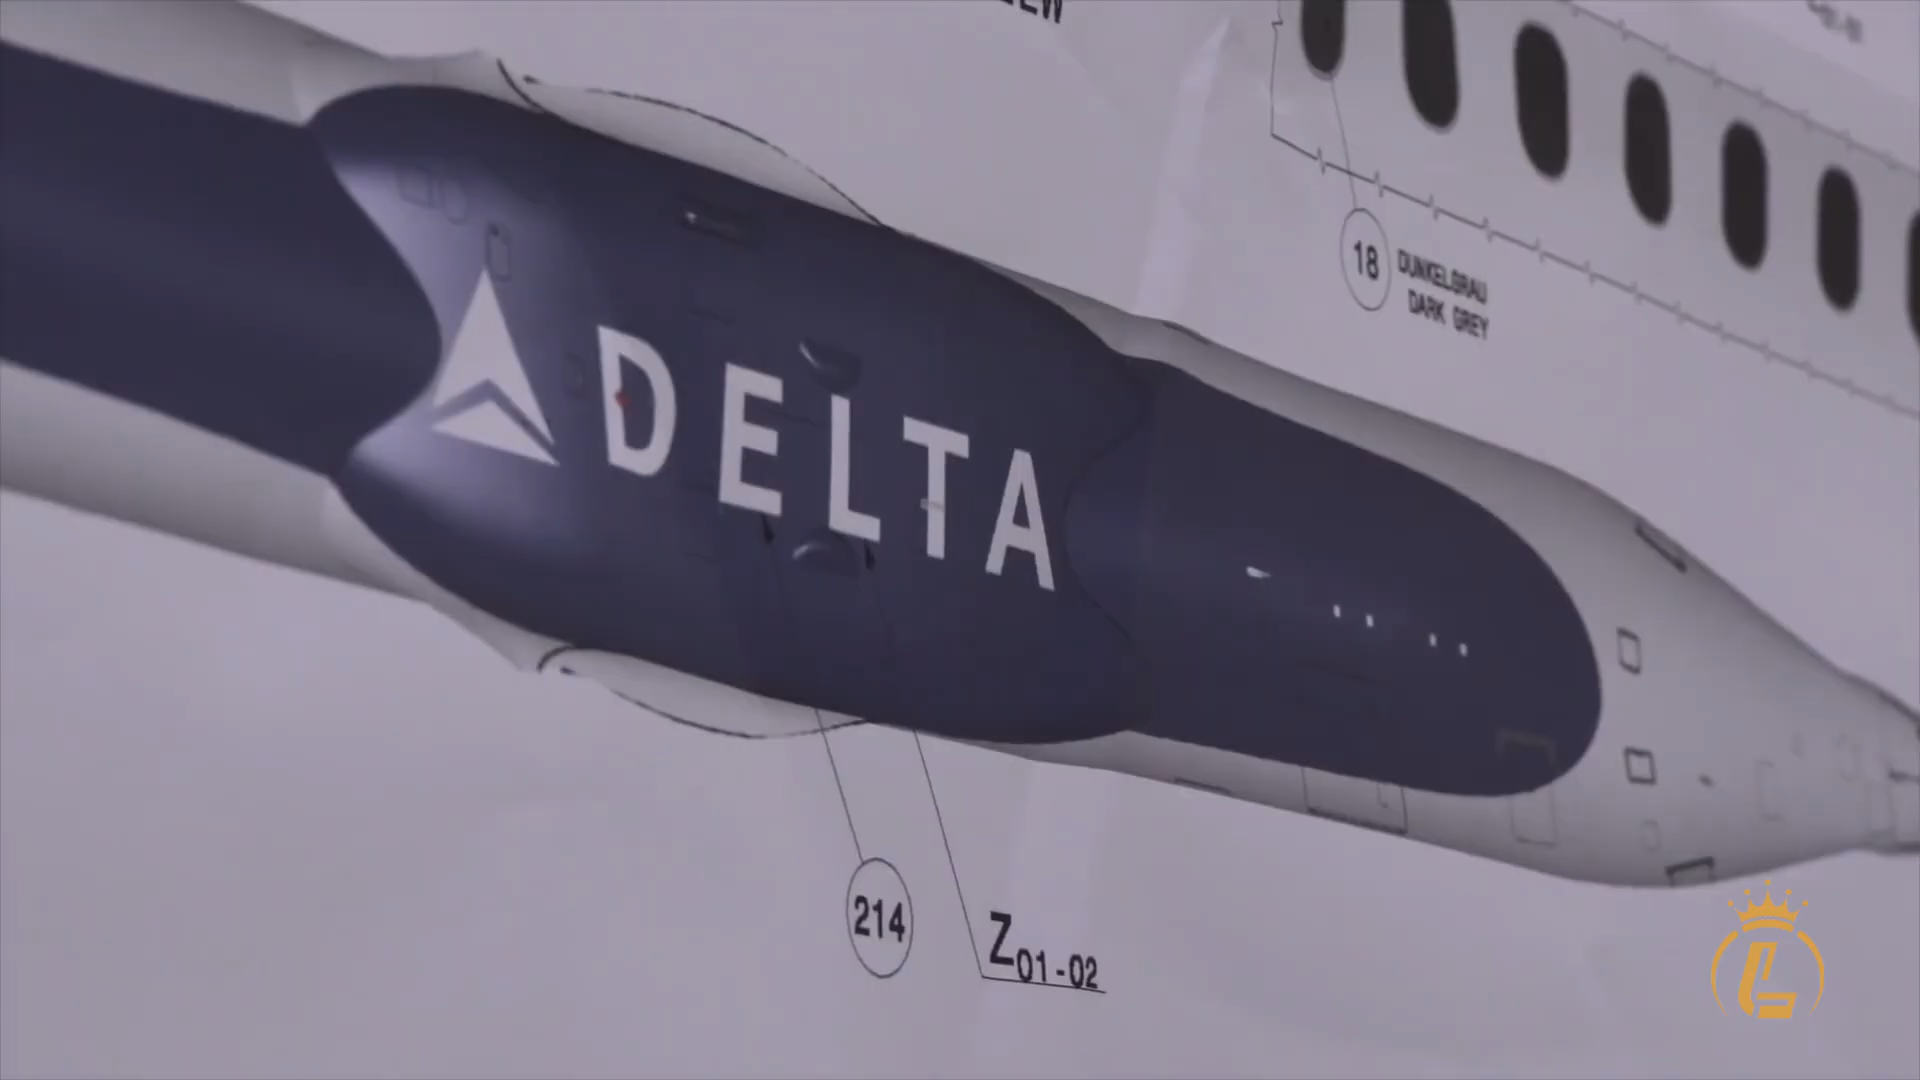 18
DUNKELGRAU
DARK GREY
DELTA
214
Z01-02